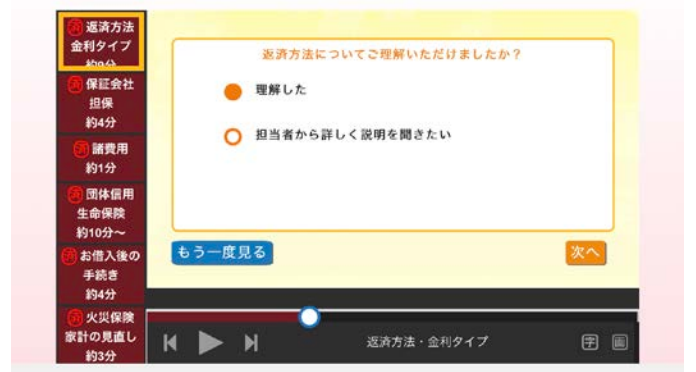 済 返済方法
金利タイプ
約9分
済 保証会社
担保
約4分
済 諸費用
約1分
済 団体信用
生命保険
約10分～
済 お借入後の
手続き
約4分
済 火災保険
家計の見直し
約3分
返済方法についてご理解いただけましたか？
理解した
担当者から詳しく説明を聞きたい
もう一度見る
次へ
返済方法・金利タイプ
字
画